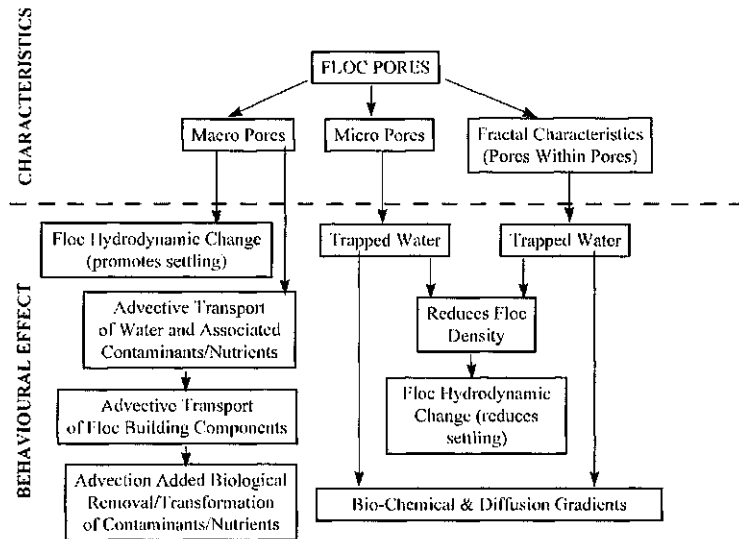 CHARACTERISTICS
FLOC PORES
Macro Pores
Micro Pores
Fractal Characteristics
(Pores Within Pores)
BEHAVIOURAL EFFECT
Floc Hydrodynamic Change
(promotes settling)
Trapped Water
Trapped Water
Advective Transport
of Water and Associated
Contaminants/Nutrients
Reduces Floc
Density
Advective Transport
of Floc Building Components
Floc Hydrodynamic
Change (reduces
settling)
Advection Added Biological
Removal/Transformation
of Contaminants/Nutrients
Bio-Chemical & Diffusion Gradients